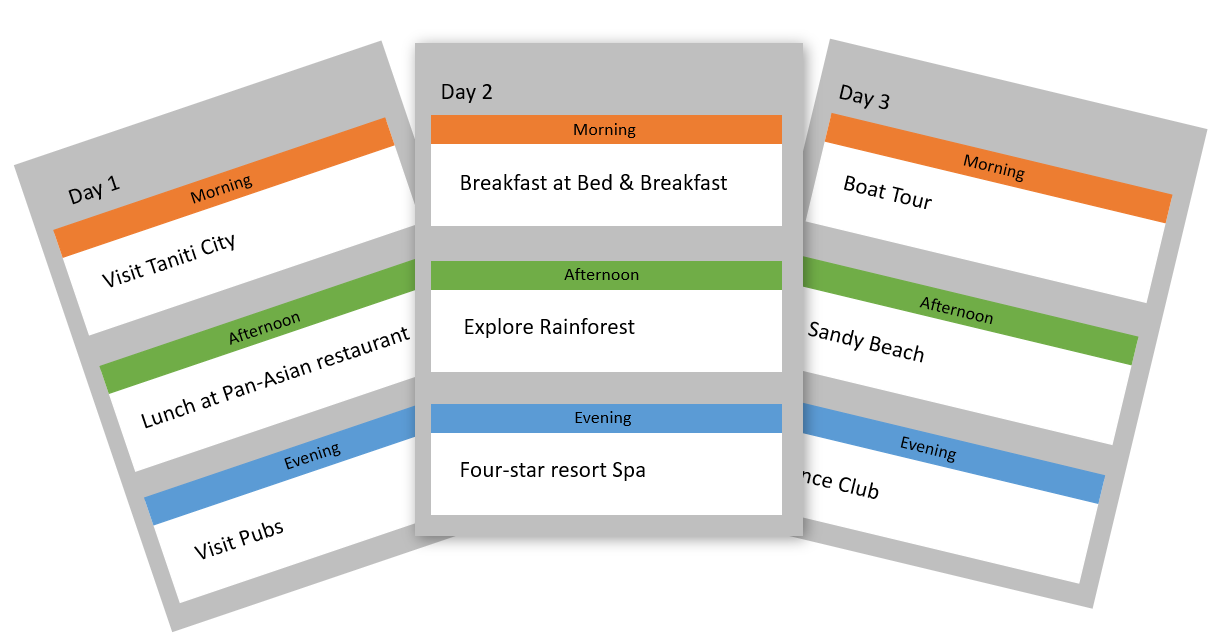 Day 1
Morning
Visit Taniti City
Afternoon
Lunch at Pan-Asian restaurant
Evening
Visit Pubs
Day 2
Morning
Breakfast at Bed & Breakfast
Afternoon
Explore Rainforest
Evening
Four-star resort Spa
Day 3
Morning
Boat Tour
Afternoon
Sandy Beach
Evening
Club